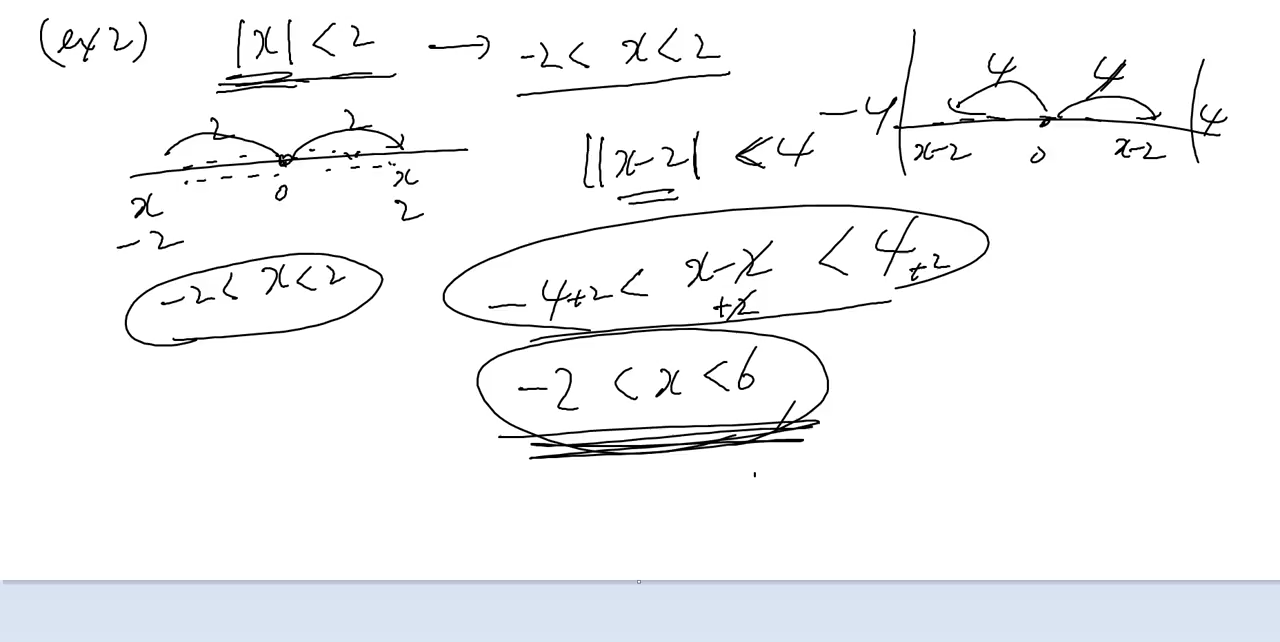 (ex2) |x| < 2 → -2 < x < 2
4 4
-4 4
x-2 0 x-2
2 2
x 0 x
-2 2
||x-2| < 4
-2 < x < 2
-4+2 < x-2+2 < 4+2
-2 < x < 6